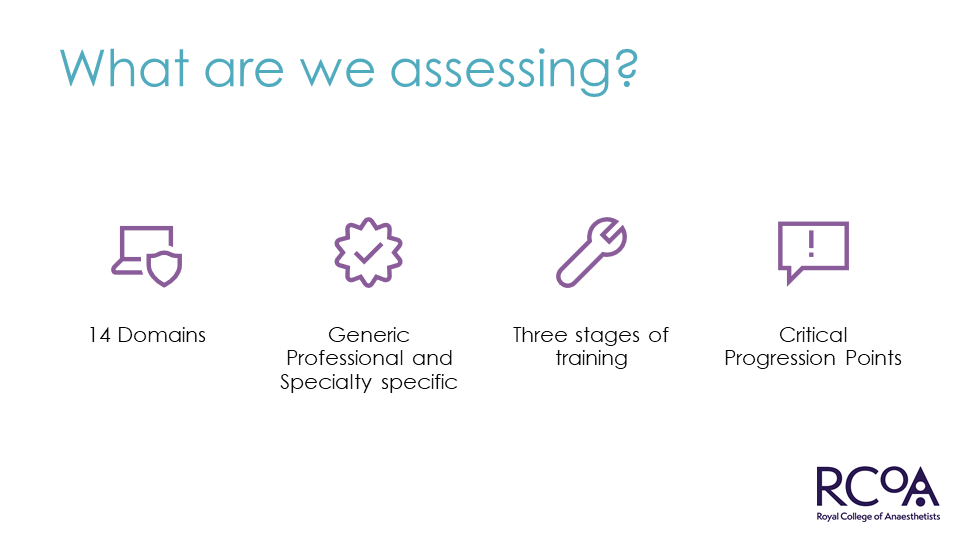 What are we assessing?
14 Domains
Generic
Professional and
Specialty specific
Three stages of
training
Critical
Progression Points
RCOA
Royal College of Anaesthetists